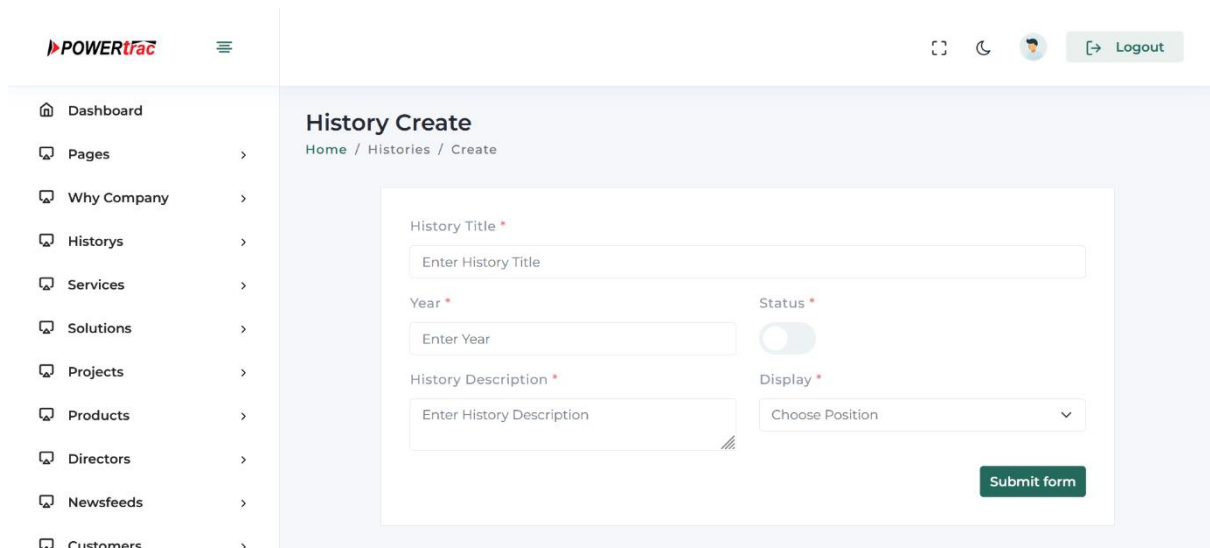 POWERtrac
Logout
Dashboard
Pages
Why Company
Historys
Services
Solutions
Projects
Products
Directors
Newsfeeds
Customers
History Create
Home / Histories / Create
History Title *
Enter History Title
Year *
Status *
Enter Year
History Description *
Display *
Enter History Description
Choose Position
Submit form